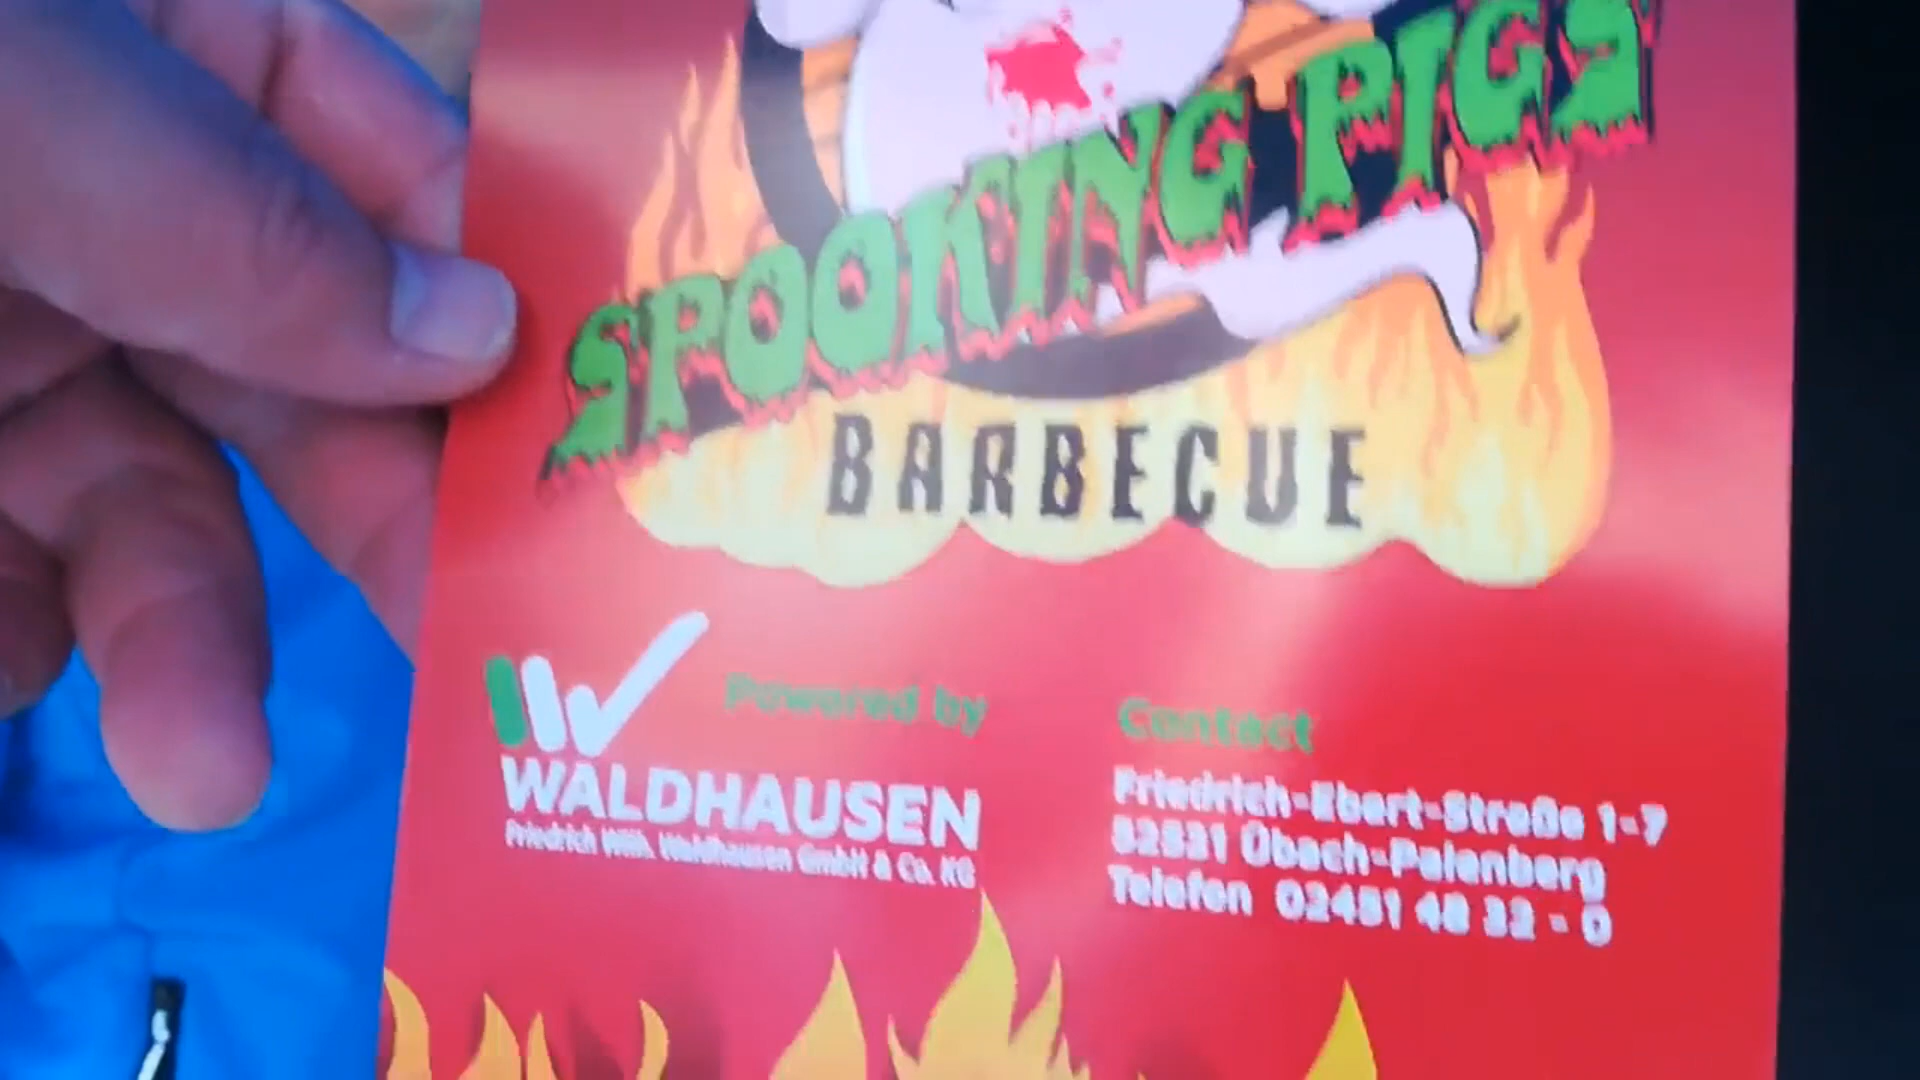 SPOOKING PIGS
BARBECUE
Powered by
WALDHAUSEN
Friedrich Wilh. Waldhausen GmbH & Co. KG
Contact
Friedrich-Ebert-Straße 1-7
52531 Übach-Palenberg
Telefon 02451 48 32 - 0